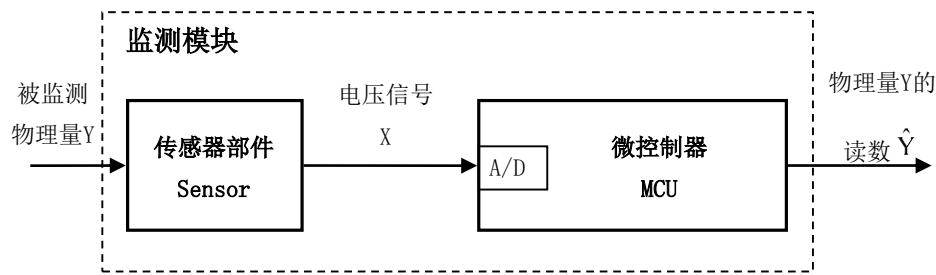 监测模块
被监测
物理量Y
传感器部件
Sensor
电压信号
X
A/D
微控制器
MCU
物理量Y的
读数 Ŷ